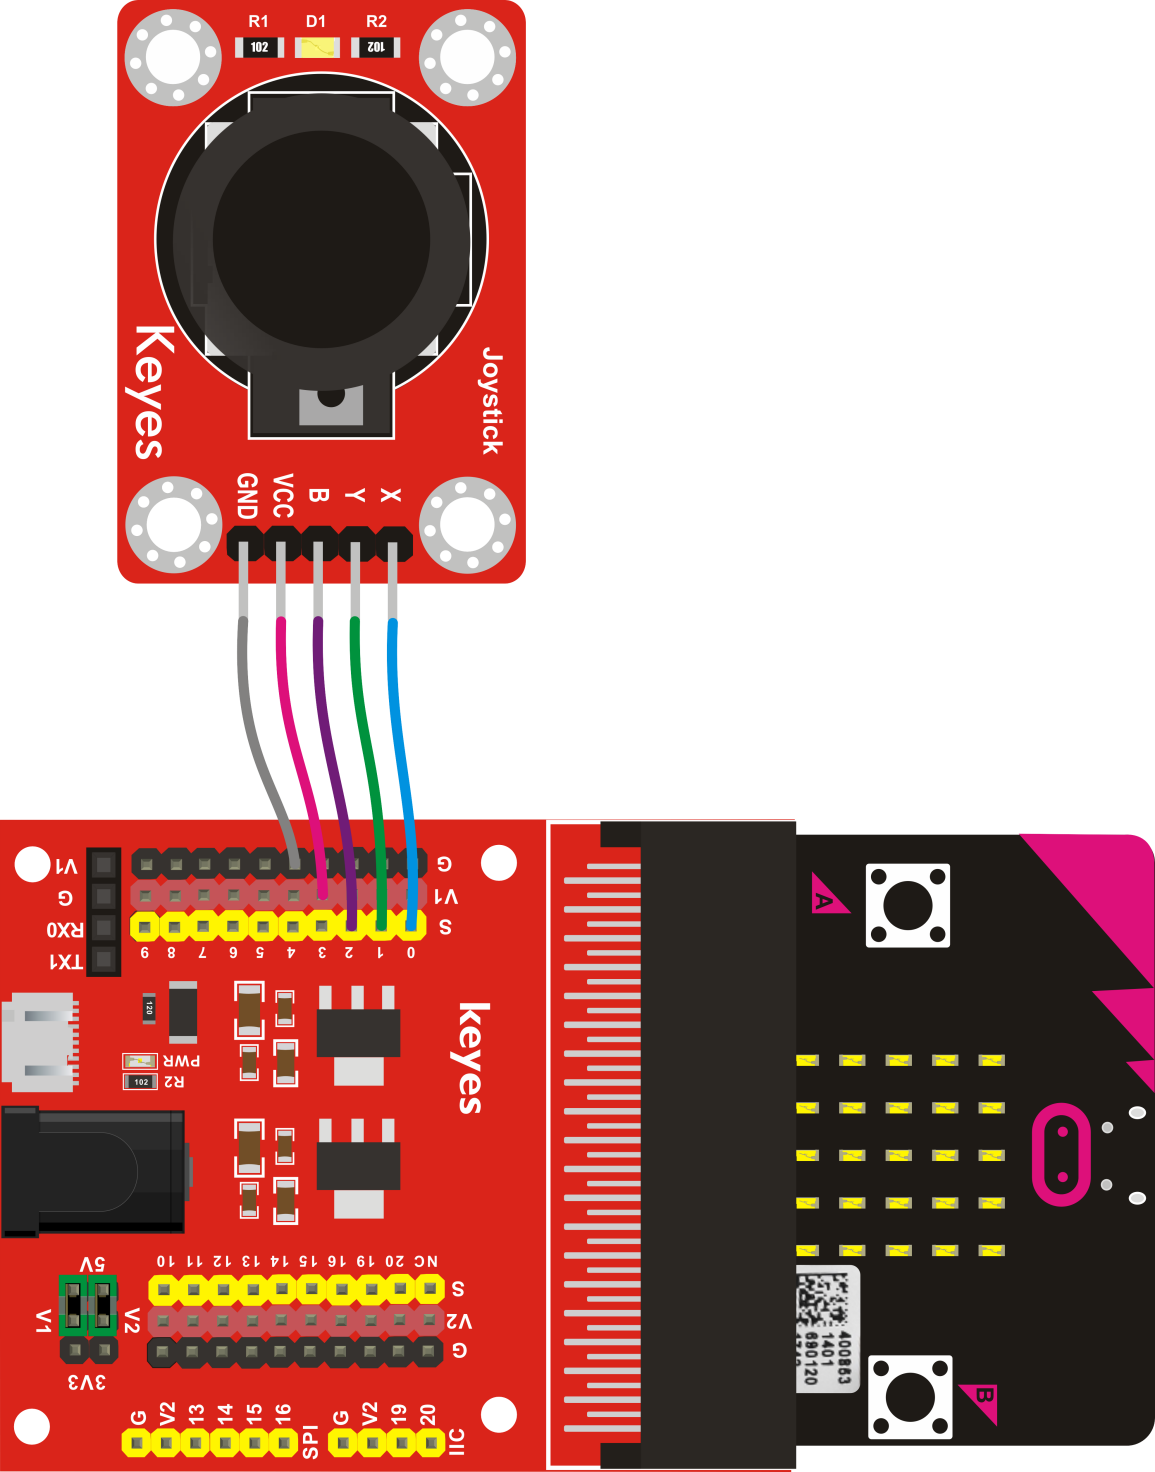 R1 D1 R2
102 102
Keyes
Joystick
GND VCC B Y X
V1
G
RX0
TX1
G
V1
S
9 8 7 6 5 4 3 2 1 0
120
PWR
102 R2
keyes
A
5V
V1 V2
3V3
10 11 12 13 14 15 16 19 20 NC
S
V2
G
G V2 13 14 15 16 SPI
G V2 19 20 IIC
400863
1401
690120
B